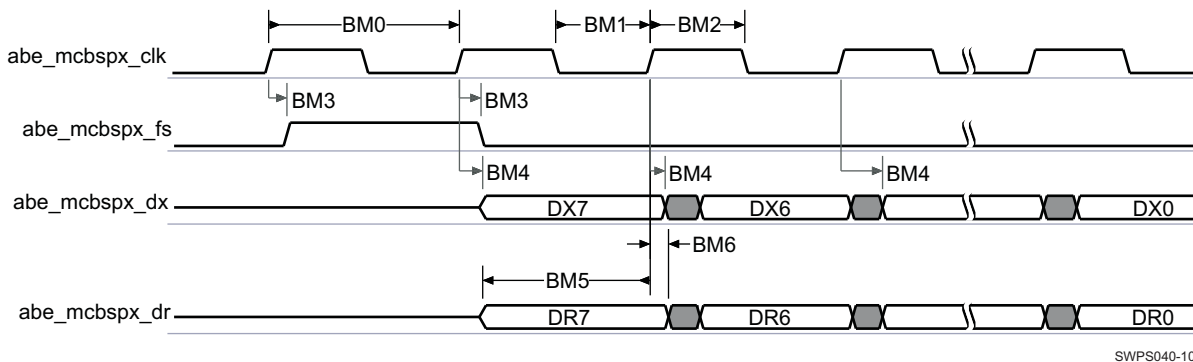 BM0
BM1
BM2
abe_mcbspx_clk
BM3
BM3
abe_mcbspx_fs
BM4
BM4
BM4
abe_mcbspx_dx
DX7
DX6
DX0
BM6
BM5
abe_mcbspx_dr
DR7
DR6
DR0